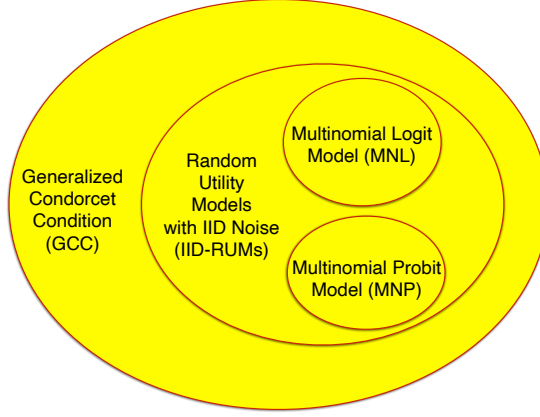 Generalized
Condorcet
Condition
(GCC)
Random
Utility
Models
with IID Noise
(IID-RUMs)
Multinomial Logit
Model (MNL)
Multinomial Probit
Model (MNP)